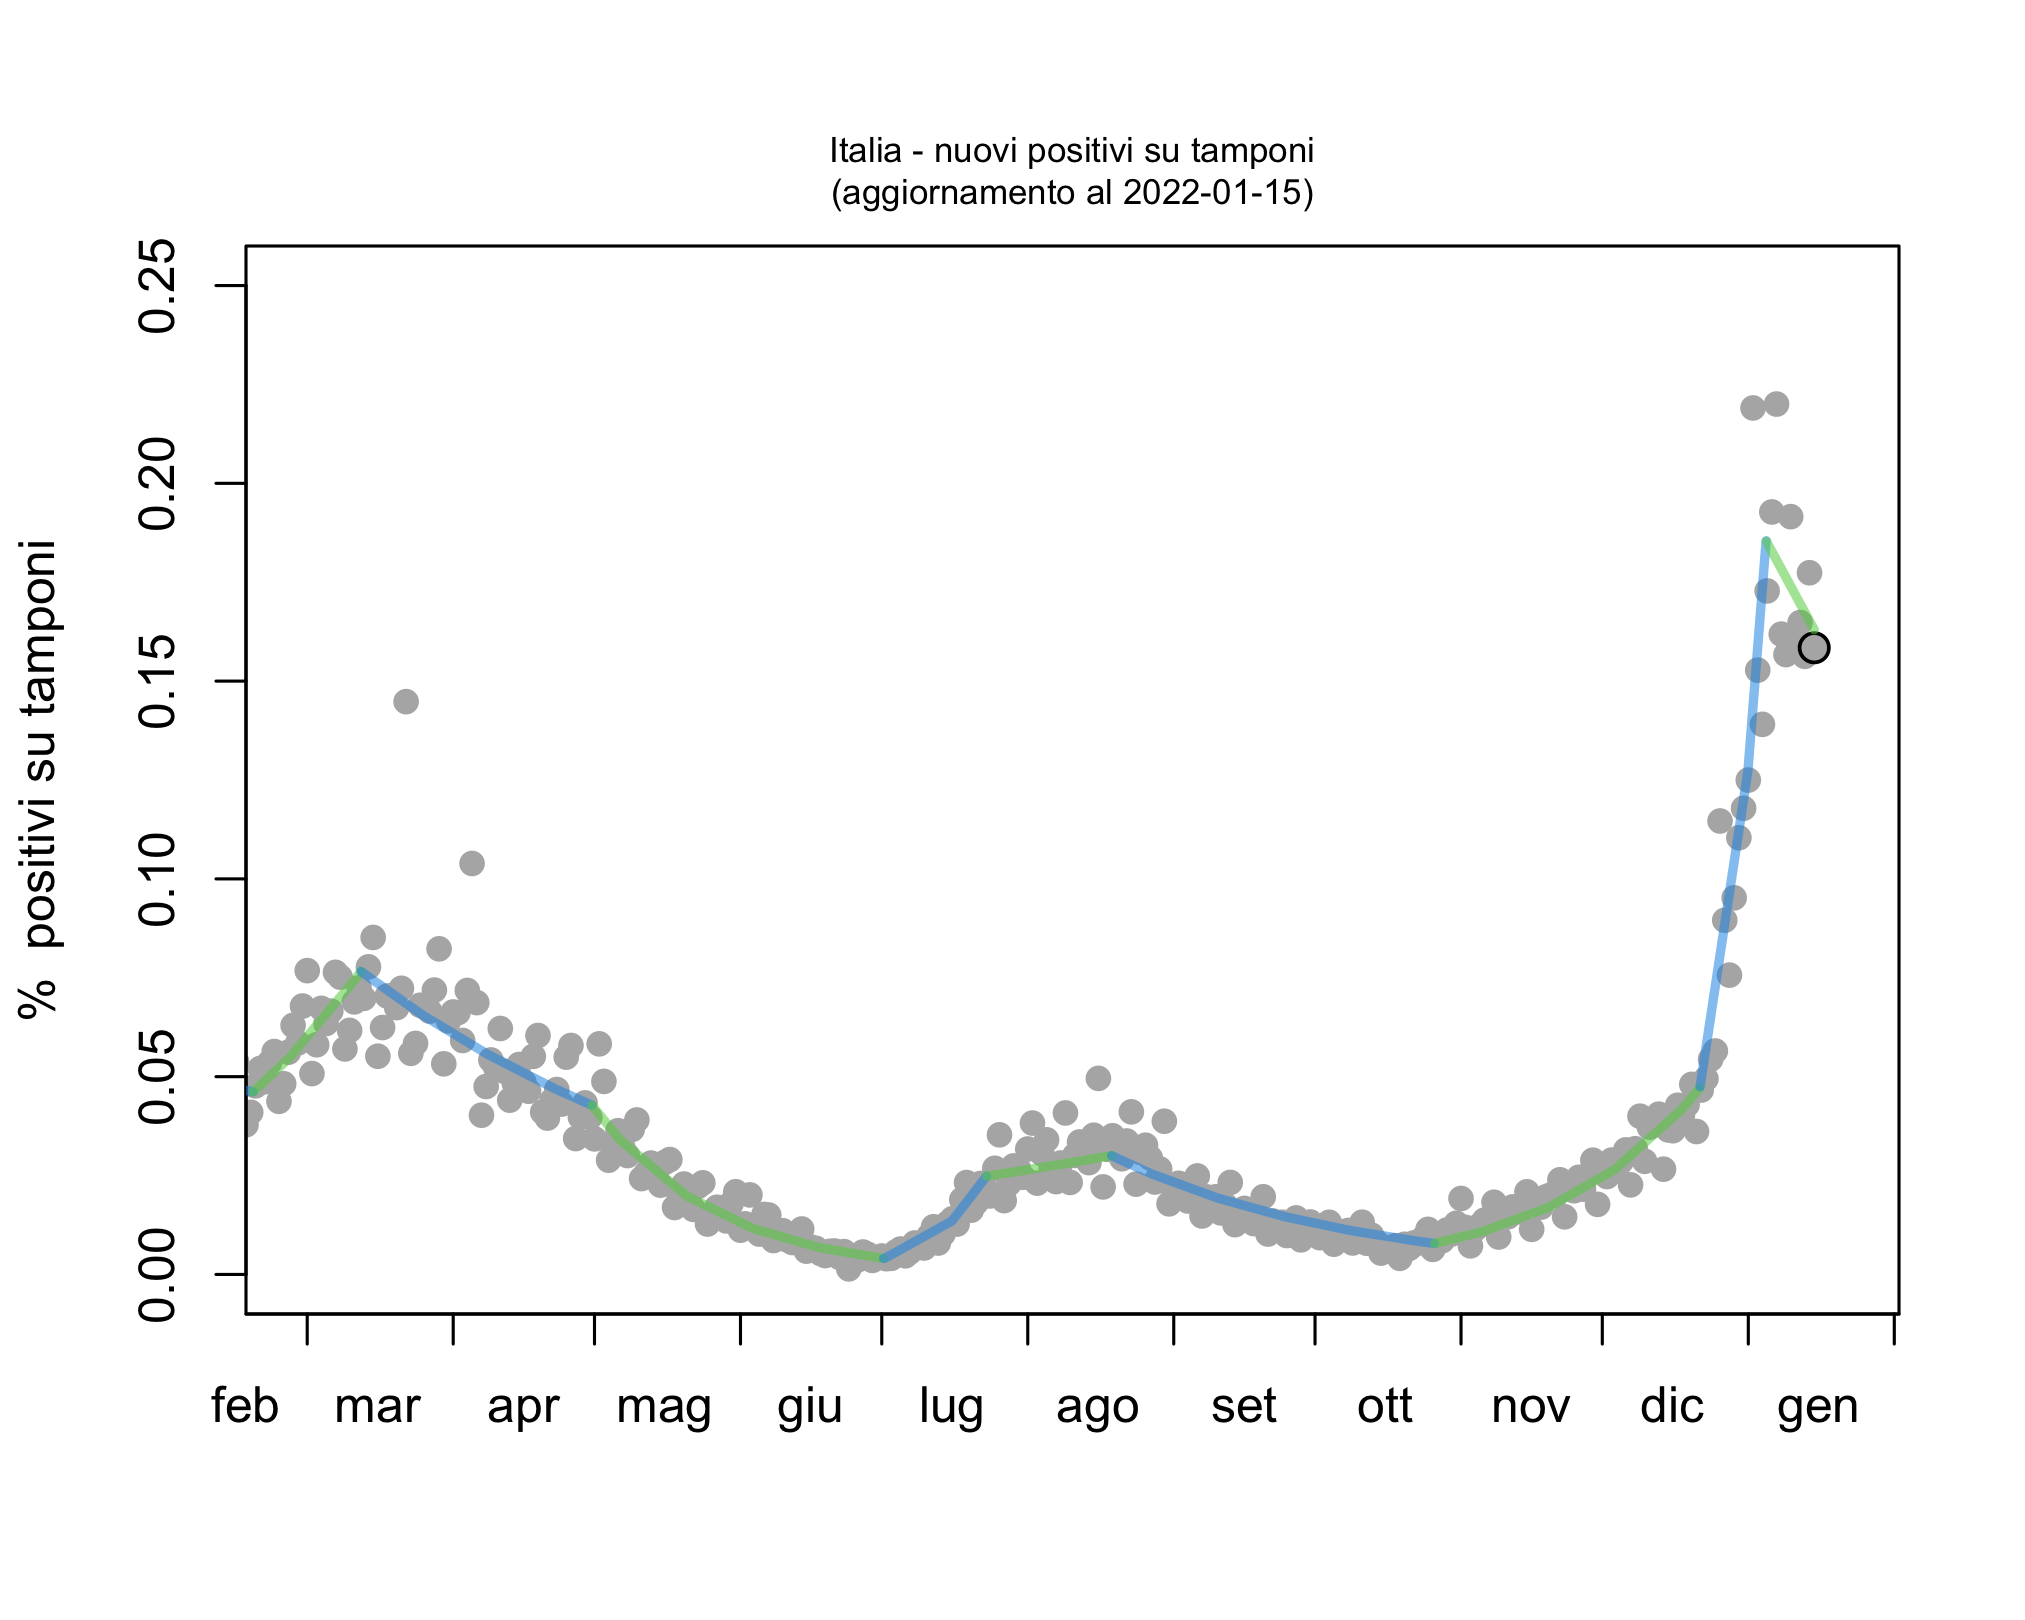 Italia - nuovi positivi su tamponi
(aggiornamento al 2022-01-15)
% positivi su tamponi
0.25
0.20
0.15
0.10
0.05
0.00
feb mar apr mag giu lug ago set ott nov dic gen